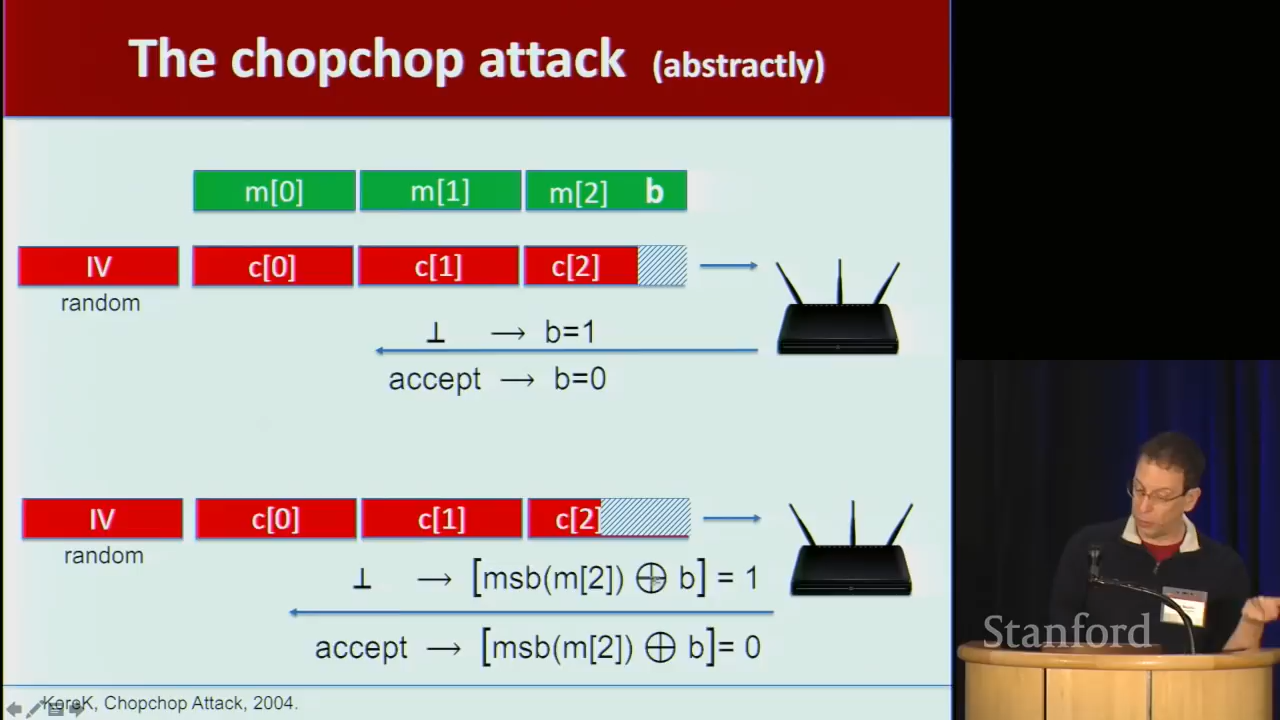 The chopchop attack (abstractly)
m[0] m[1] m[2] b
IV c[0] c[1] c[2]
random
⊥ → b=1
accept → b=0
IV c[0] c[1] c[2]
random
⊥ → [msb(m[2]) ⊕ b] = 1
accept → [msb(m[2]) ⊕ b]= 0
KoreK, Chopchop Attack, 2004.
Stanford